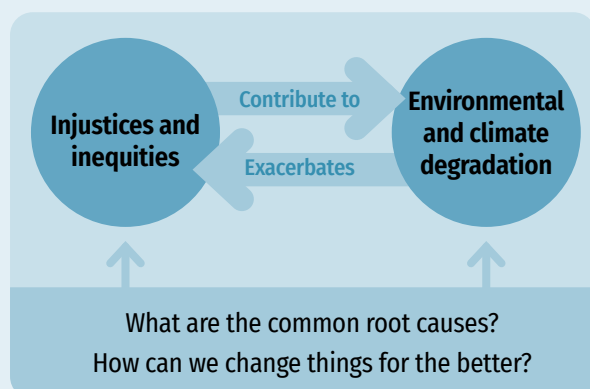 Injustices and
inequities
Contribute to
Exacerbates
Environmental
and climate
degradation
What are the common root causes?
How can we change things for the better?